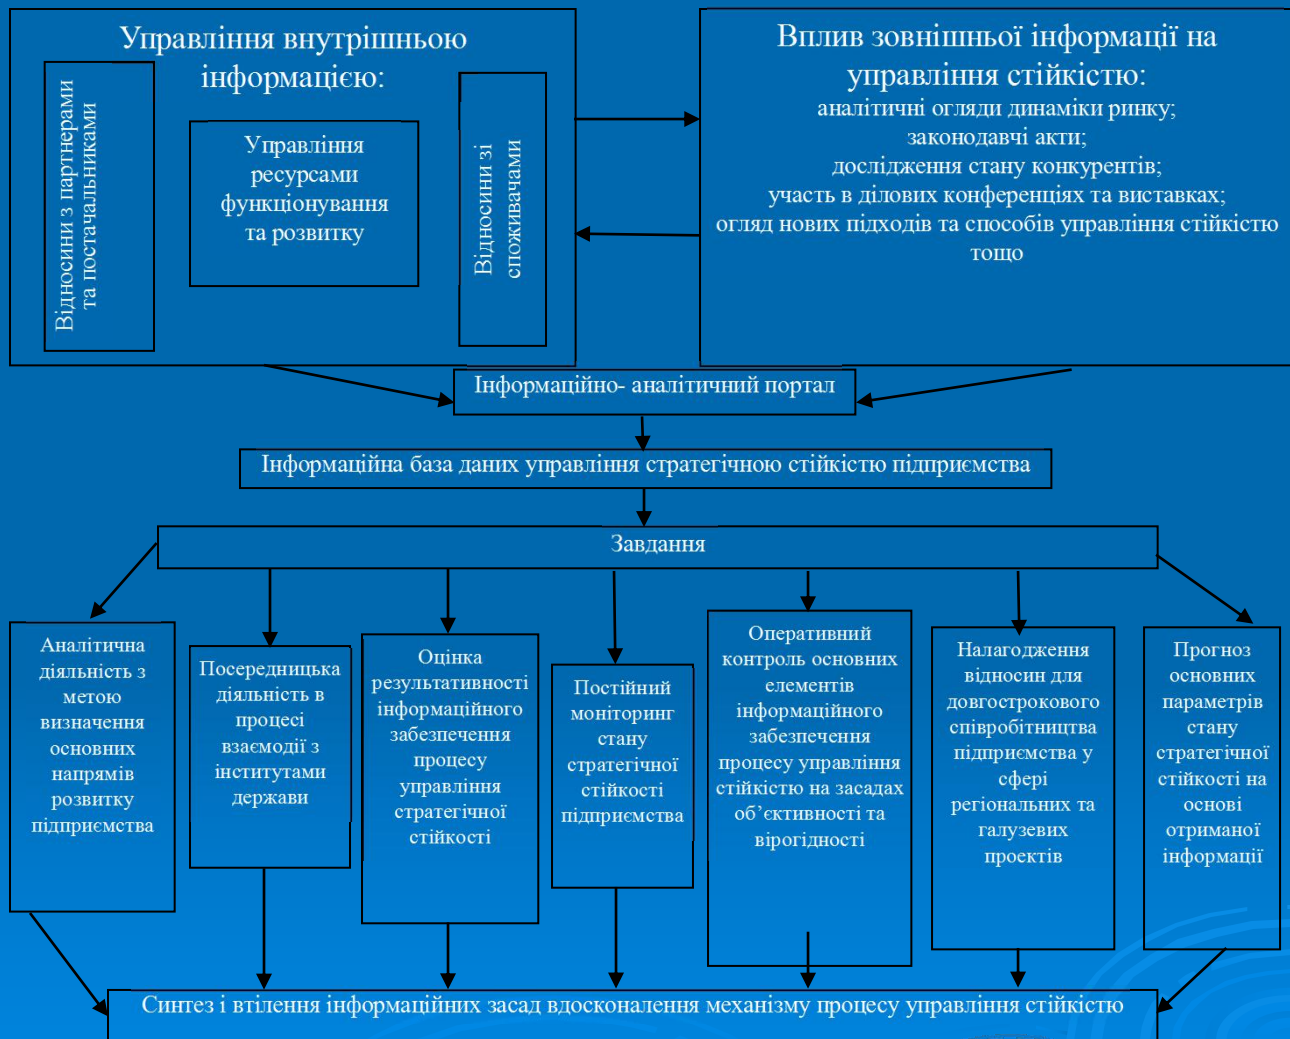 Управління внутрішньою
інформацією:
Відносини з партнерами
та постачальниками
Управління
ресурсами
функціонування
та розвитку
Відносини зі
споживачами
Вплив зовнішньої інформації на
управління стійкістю:
аналітичні огляди динаміки ринку;
законодавчі акти;
дослідження стану конкурентів;
участь в ділових конференціях та виставках;
огляд нових підходів та способів управління стійкістю
тощо
Інформаційно- аналітичний портал
Інформаційна база даних управління стратегічною стійкістю підприємства
Завдання
Аналітична
діяльність з
метою
визначення
основних
напрямів
розвитку
підприємства
Посередницька
діяльність в
процесі
взаємодії з
інститутами
держави
Оцінка
результативності
інформаційного
забезпечення
процесу
управління
стратегічної
стійкості
Постійний
моніторинг
стану
стратегічної
стійкості
підприємства
Оперативний
контроль основних
елементів
інформаційного
забезпечення
процесу управління
стійкістю на засадах
об’єктивності та
вірогідності
Налагодження
відносин для
довгострокового
співробітництва
підприємства у
сфері
регіональних та
галузевих
проектів
Прогноз
основних
параметрів
стану
стратегічної
стійкості на
основі
отриманої
інформації
Синтез і втілення інформаційних засад вдосконалення механізму процесу управління стійкістю